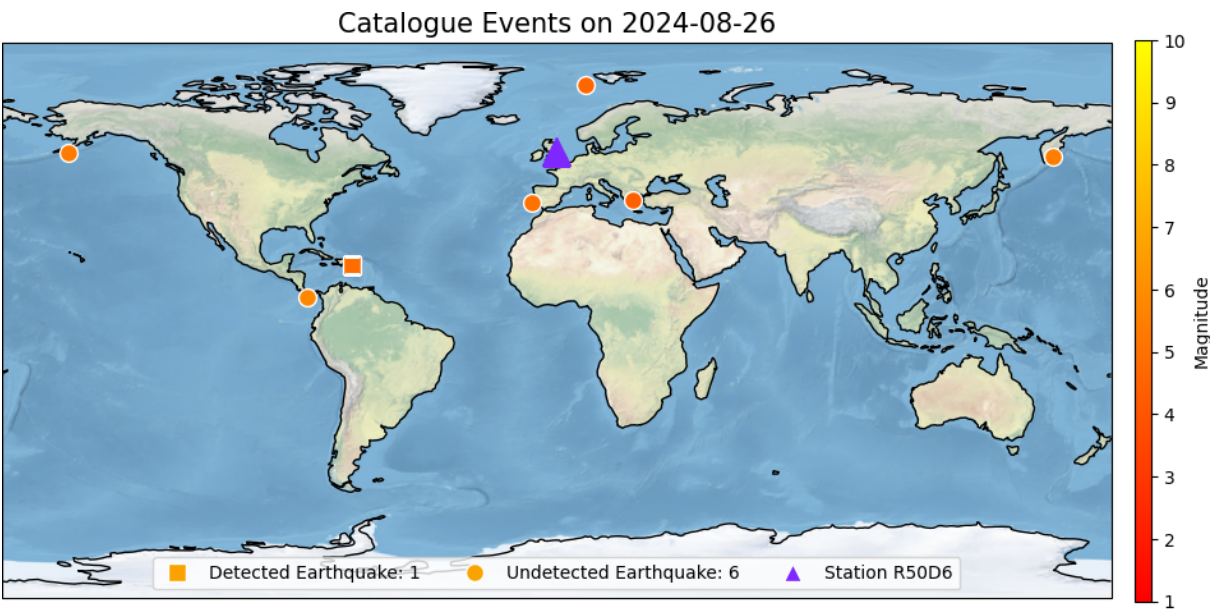 Catalogue Events on 2024-08-26
10
9
8
7
6
5
4
3
2
1
Magnitude
Detected Earthquake: 1
Undetected Earthquake: 6
Station R50D6